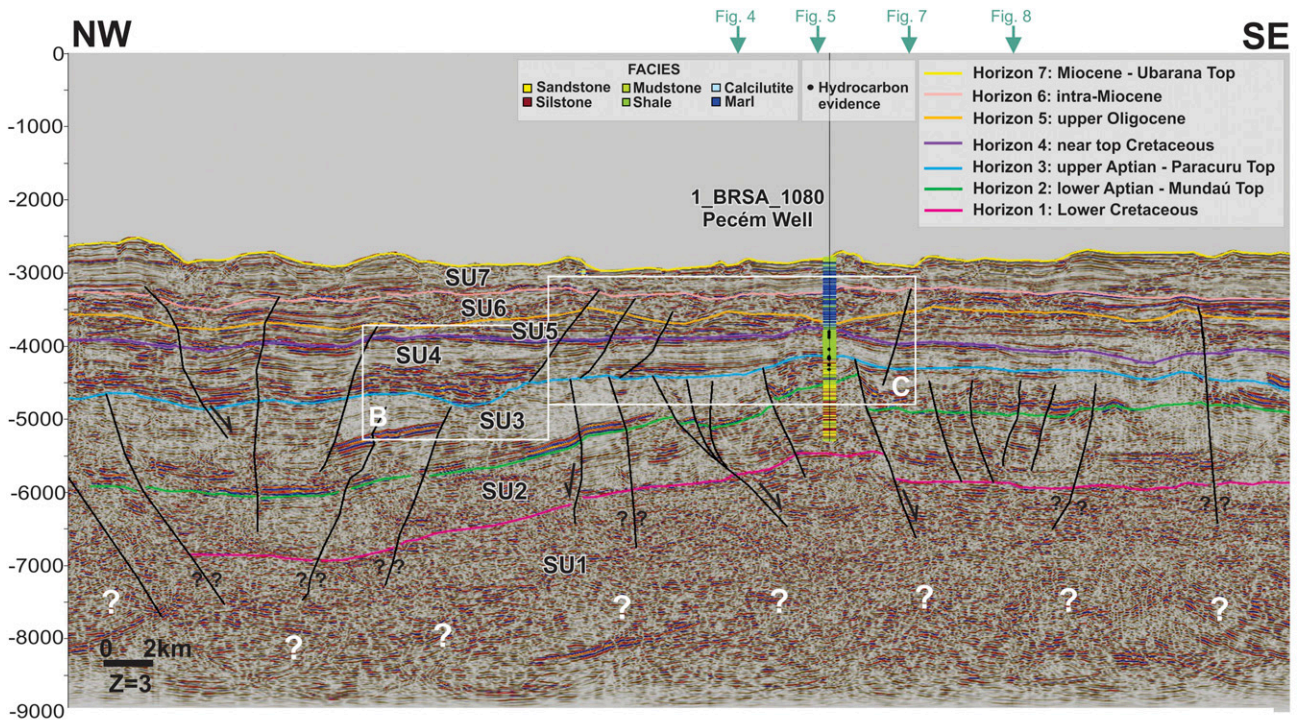 Fig. 4
Fig. 5
Fig. 7
Fig. 8
NW
SE
0
-1000
-2000
-3000
-4000
-5000
-6000
-7000
-8000
-9000
FACIES
Sandstone
Mudstone
Calcilutite
Silstone
Shale
Marl
Hydrocarbon
evidence
Horizon 7: Miocene - Ubarana Top
Horizon 6: intra-Miocene
Horizon 5: upper Oligocene
Horizon 4: near top Cretaceous
Horizon 3: upper Aptian - Paracuru Top
Horizon 2: lower Aptian - Mundaú Top
Horizon 1: Lower Cretaceous
1_BRSA_1080
Pecém Well
SU7
SU6
SU5
SU4
B
C
SU3
SU2
? ?
? ?
? ?
SU1
? ?
? ?
? ?
?
?
?
?
?
?
?
?
0 2km
Z=3